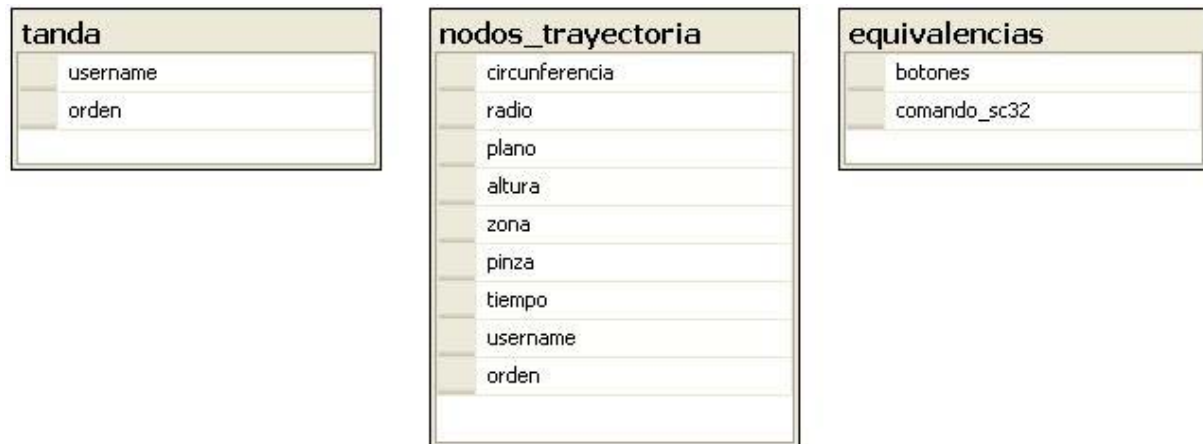 tanda
username
orden
nodos_trayectoria
circunferencia
radio
plano
altura
zona
pinza
tiempo
username
orden
equivalencias
botones
comando_sc32